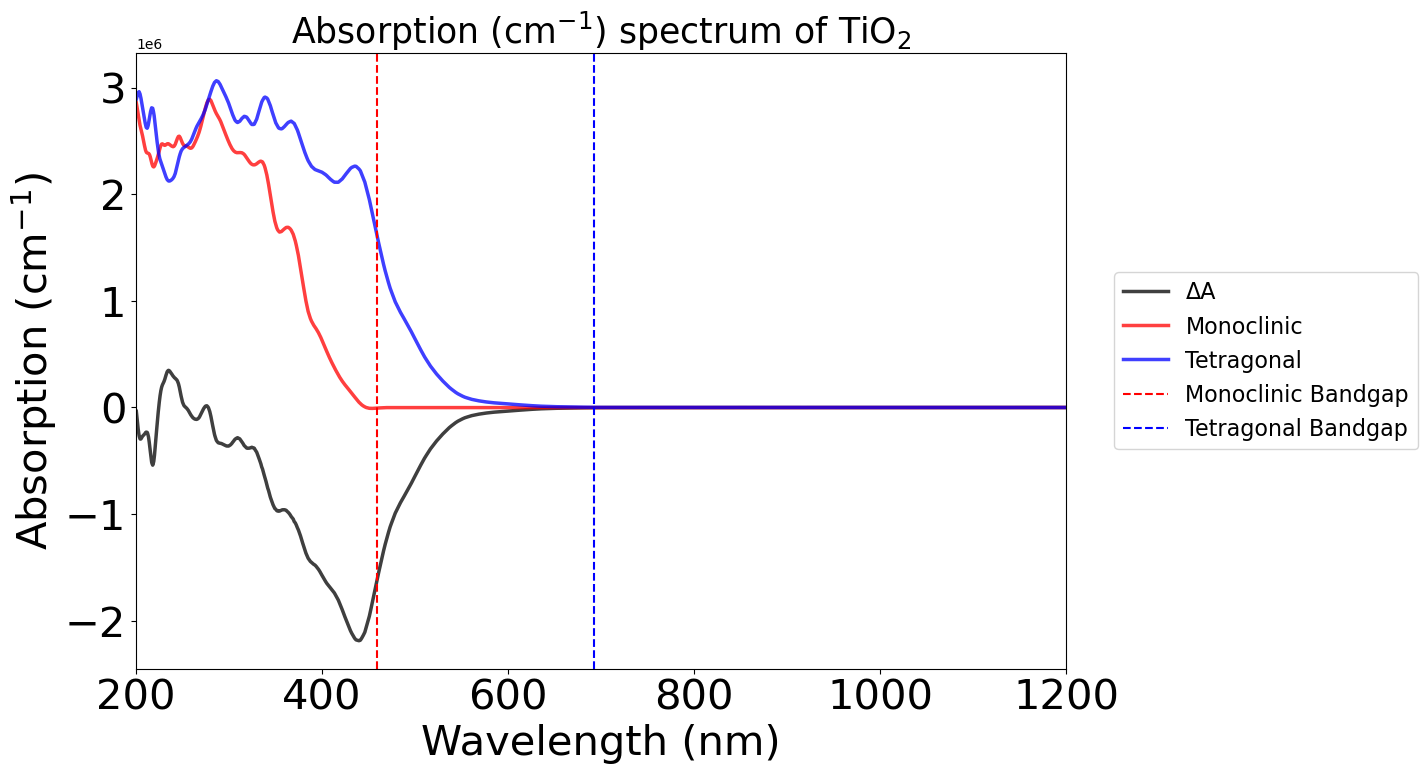 Absorption (cm⁻¹) spectrum of TiO₂
1e6
3
2
1
0
−1
−2
Absorption (cm⁻¹)
200 400 600 800 1000 1200
Wavelength (nm)
ΔA
Monoclinic
Tetragonal
Monoclinic Bandgap
Tetragonal Bandgap